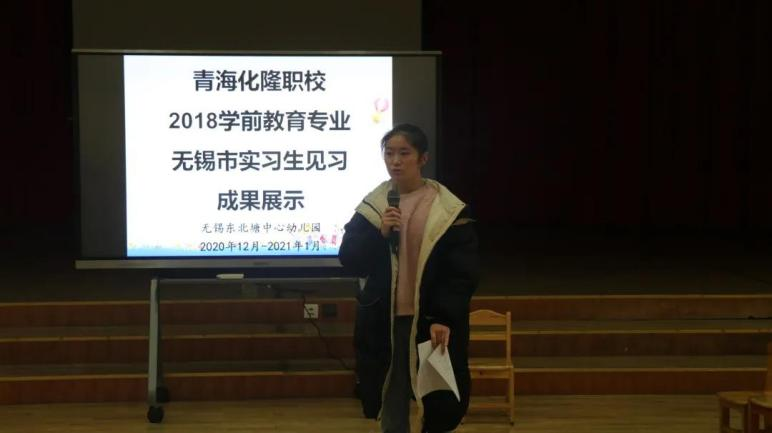 青海化隆职校
2018学前教育专业
无锡市实习生见习
成果展示
无锡东北塘中心幼儿园
2020年12月-2021年1月